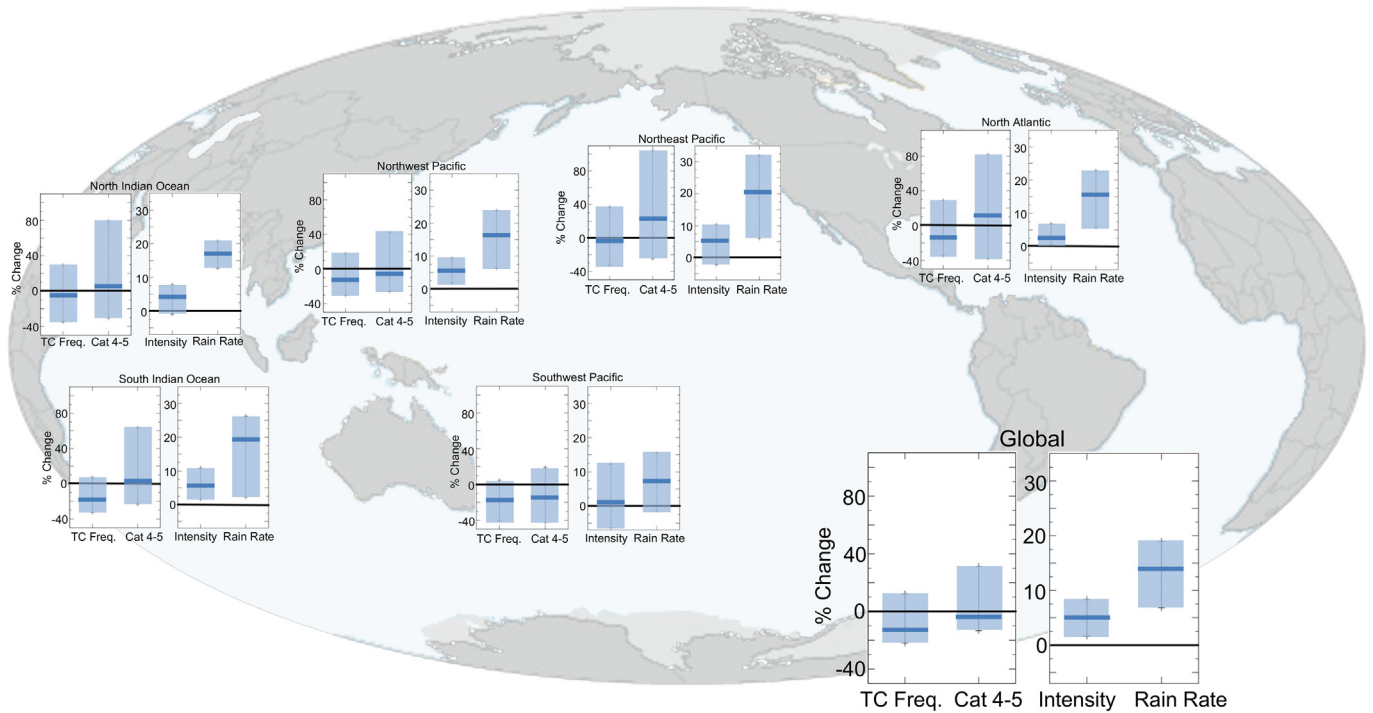 North Atlantic
% Change
80
40
0
-40
30
20
10
0
TC Freq. Cat 4-5 Intensity Rain Rate
Northeast Pacific
% Change
80
40
0
-40
30
20
10
0
TC Freq. Cat 4-5 Intensity Rain Rate
Northwest Pacific
% Change
80
40
0
-40
30
20
10
0
TC Freq. Cat 4-5 Intensity Rain Rate
North Indian Ocean
% Change
80
40
0
-40
30
20
10
0
TC Freq. Cat 4-5 Intensity Rain Rate
South Indian Ocean
% Change
80
40
0
-40
30
20
10
0
TC Freq. Cat 4-5 Intensity Rain Rate
Southwest Pacific
% Change
80
40
0
-40
30
20
10
0
TC Freq. Cat 4-5 Intensity Rain Rate
Global
% Change
80
40
0
-40
30
20
10
0
TC Freq. Cat 4-5 Intensity Rain Rate